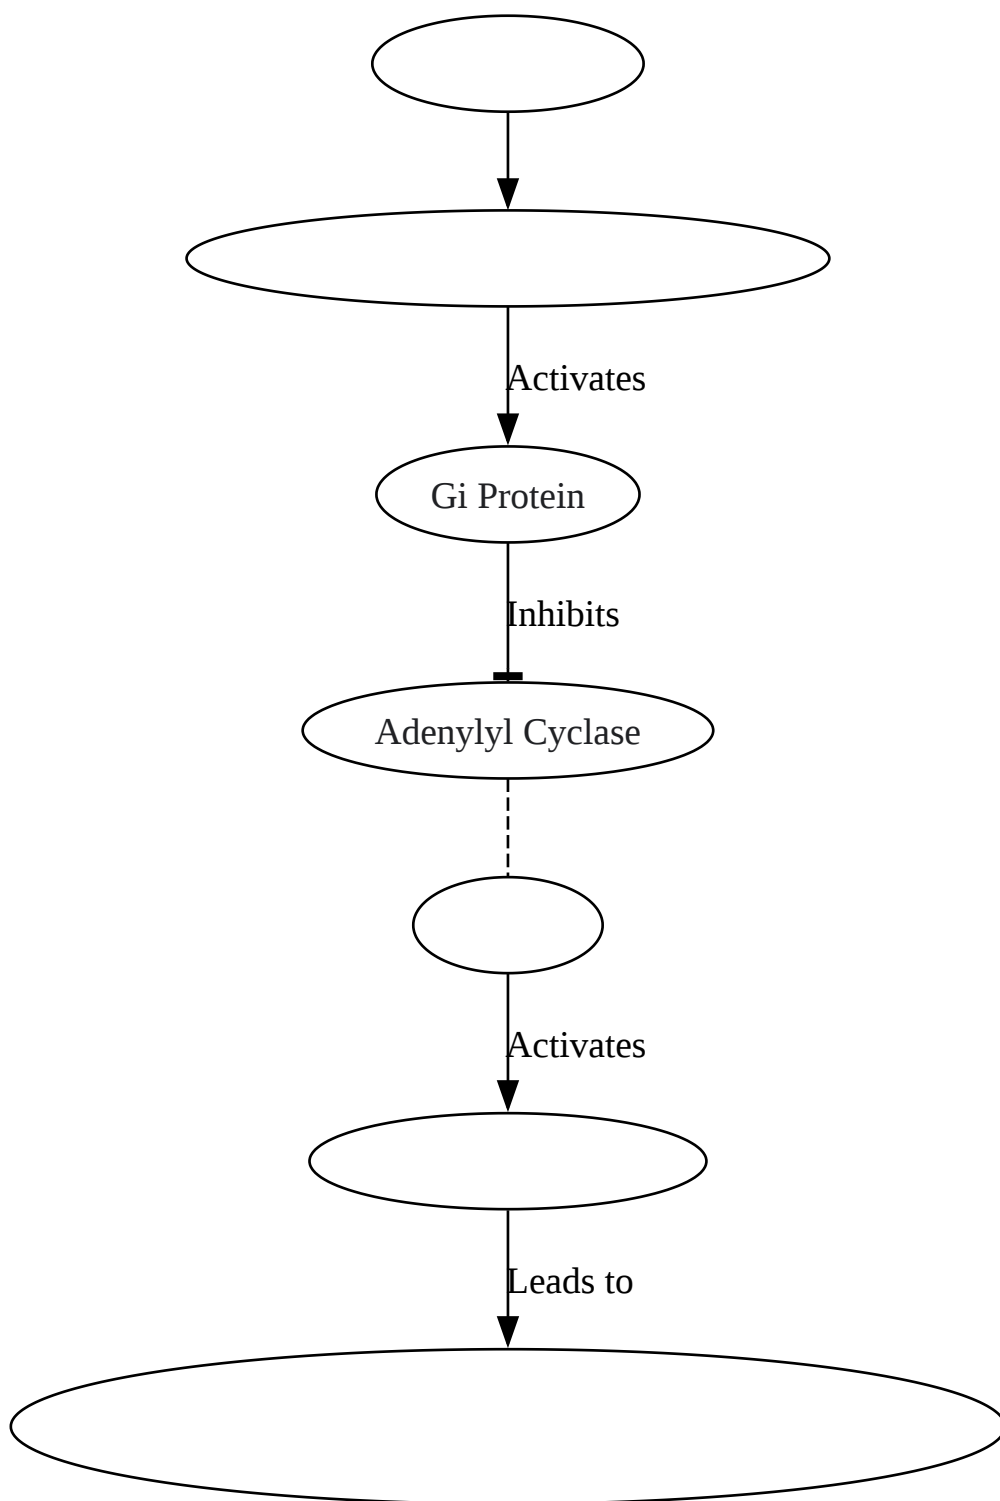 Activates
Gi Protein
Inhibits
Adenylyl Cyclase
Activates
Leads to